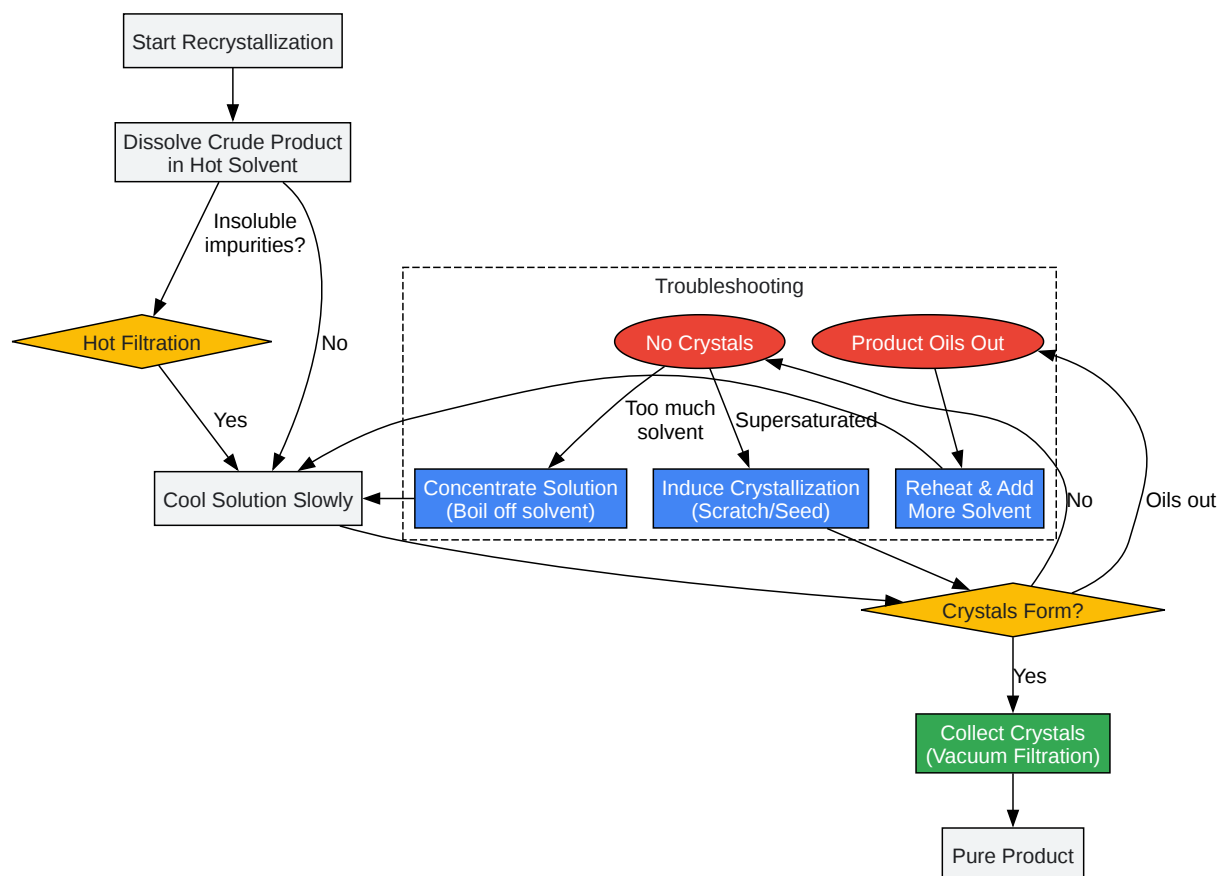 Start Recrystallization
Dissolve Crude Product
in Hot Solvent
Insoluble
impurities?
Hot Filtration
No
Yes
Cool Solution Slowly
Troubleshooting
No Crystals
Product Oils Out
Too much
solvent
Supersaturated
Concentrate Solution
(Boil off solvent)
Induce Crystallization
(Scratch/Seed)
Reheat & Add
More Solvent
No
Oils out
Crystals Form?
Yes
Collect Crystals
(Vacuum Filtration)
Pure Product